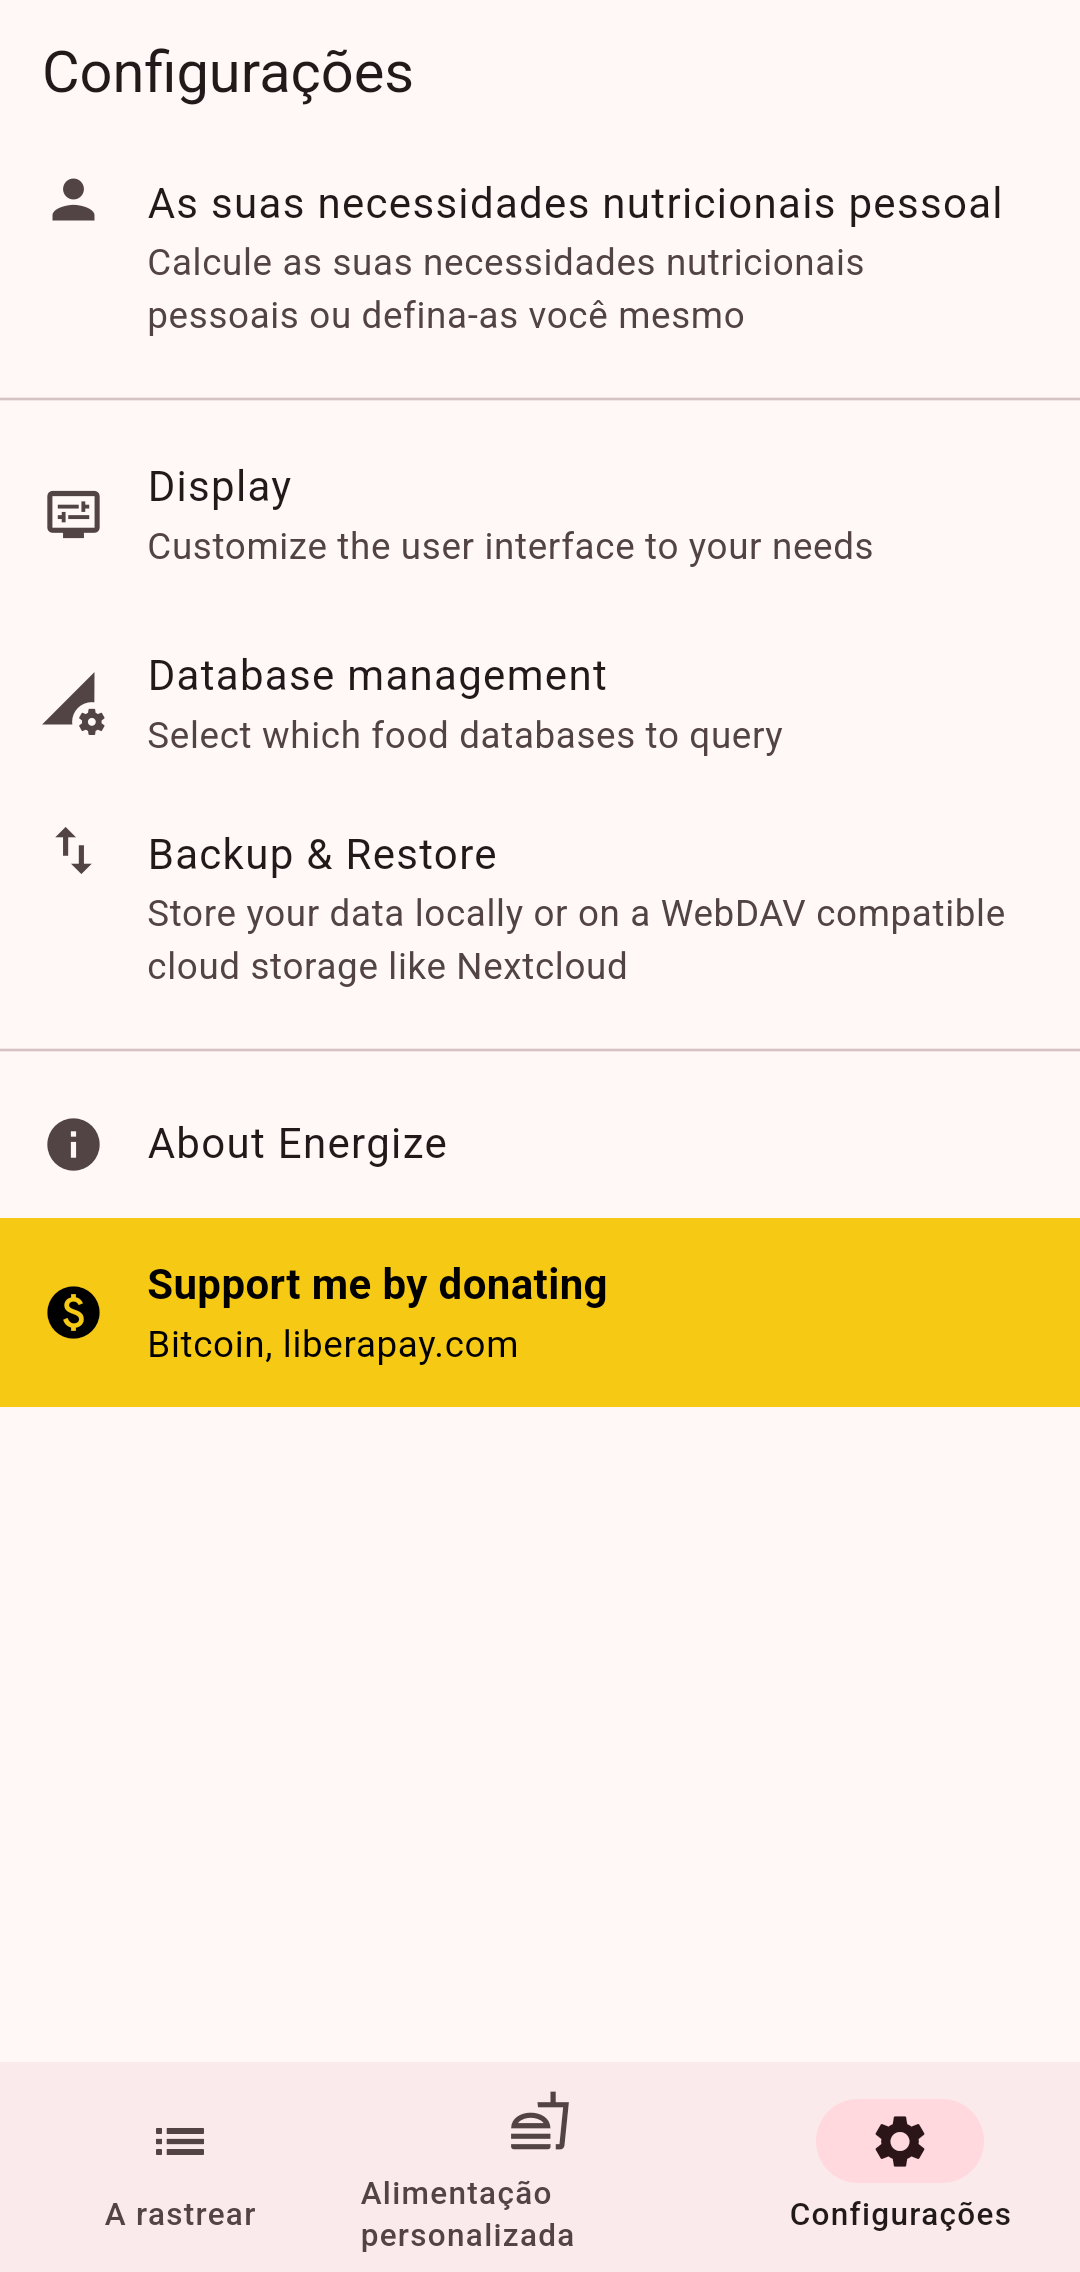 Configurações
As suas necessidades nutricionais pessoal
Calcule as suas necessidades nutricionais
pessoais ou defina-as você mesmo
Display
Customize the user interface to your needs
Database management
Select which food databases to query
Backup & Restore
Store your data locally or on a WebDAV compatible
cloud storage like Nextcloud
About Energize
Support me by donating
Bitcoin, liberapay.com
A rastrear
Alimentação
personalizada
Configurações